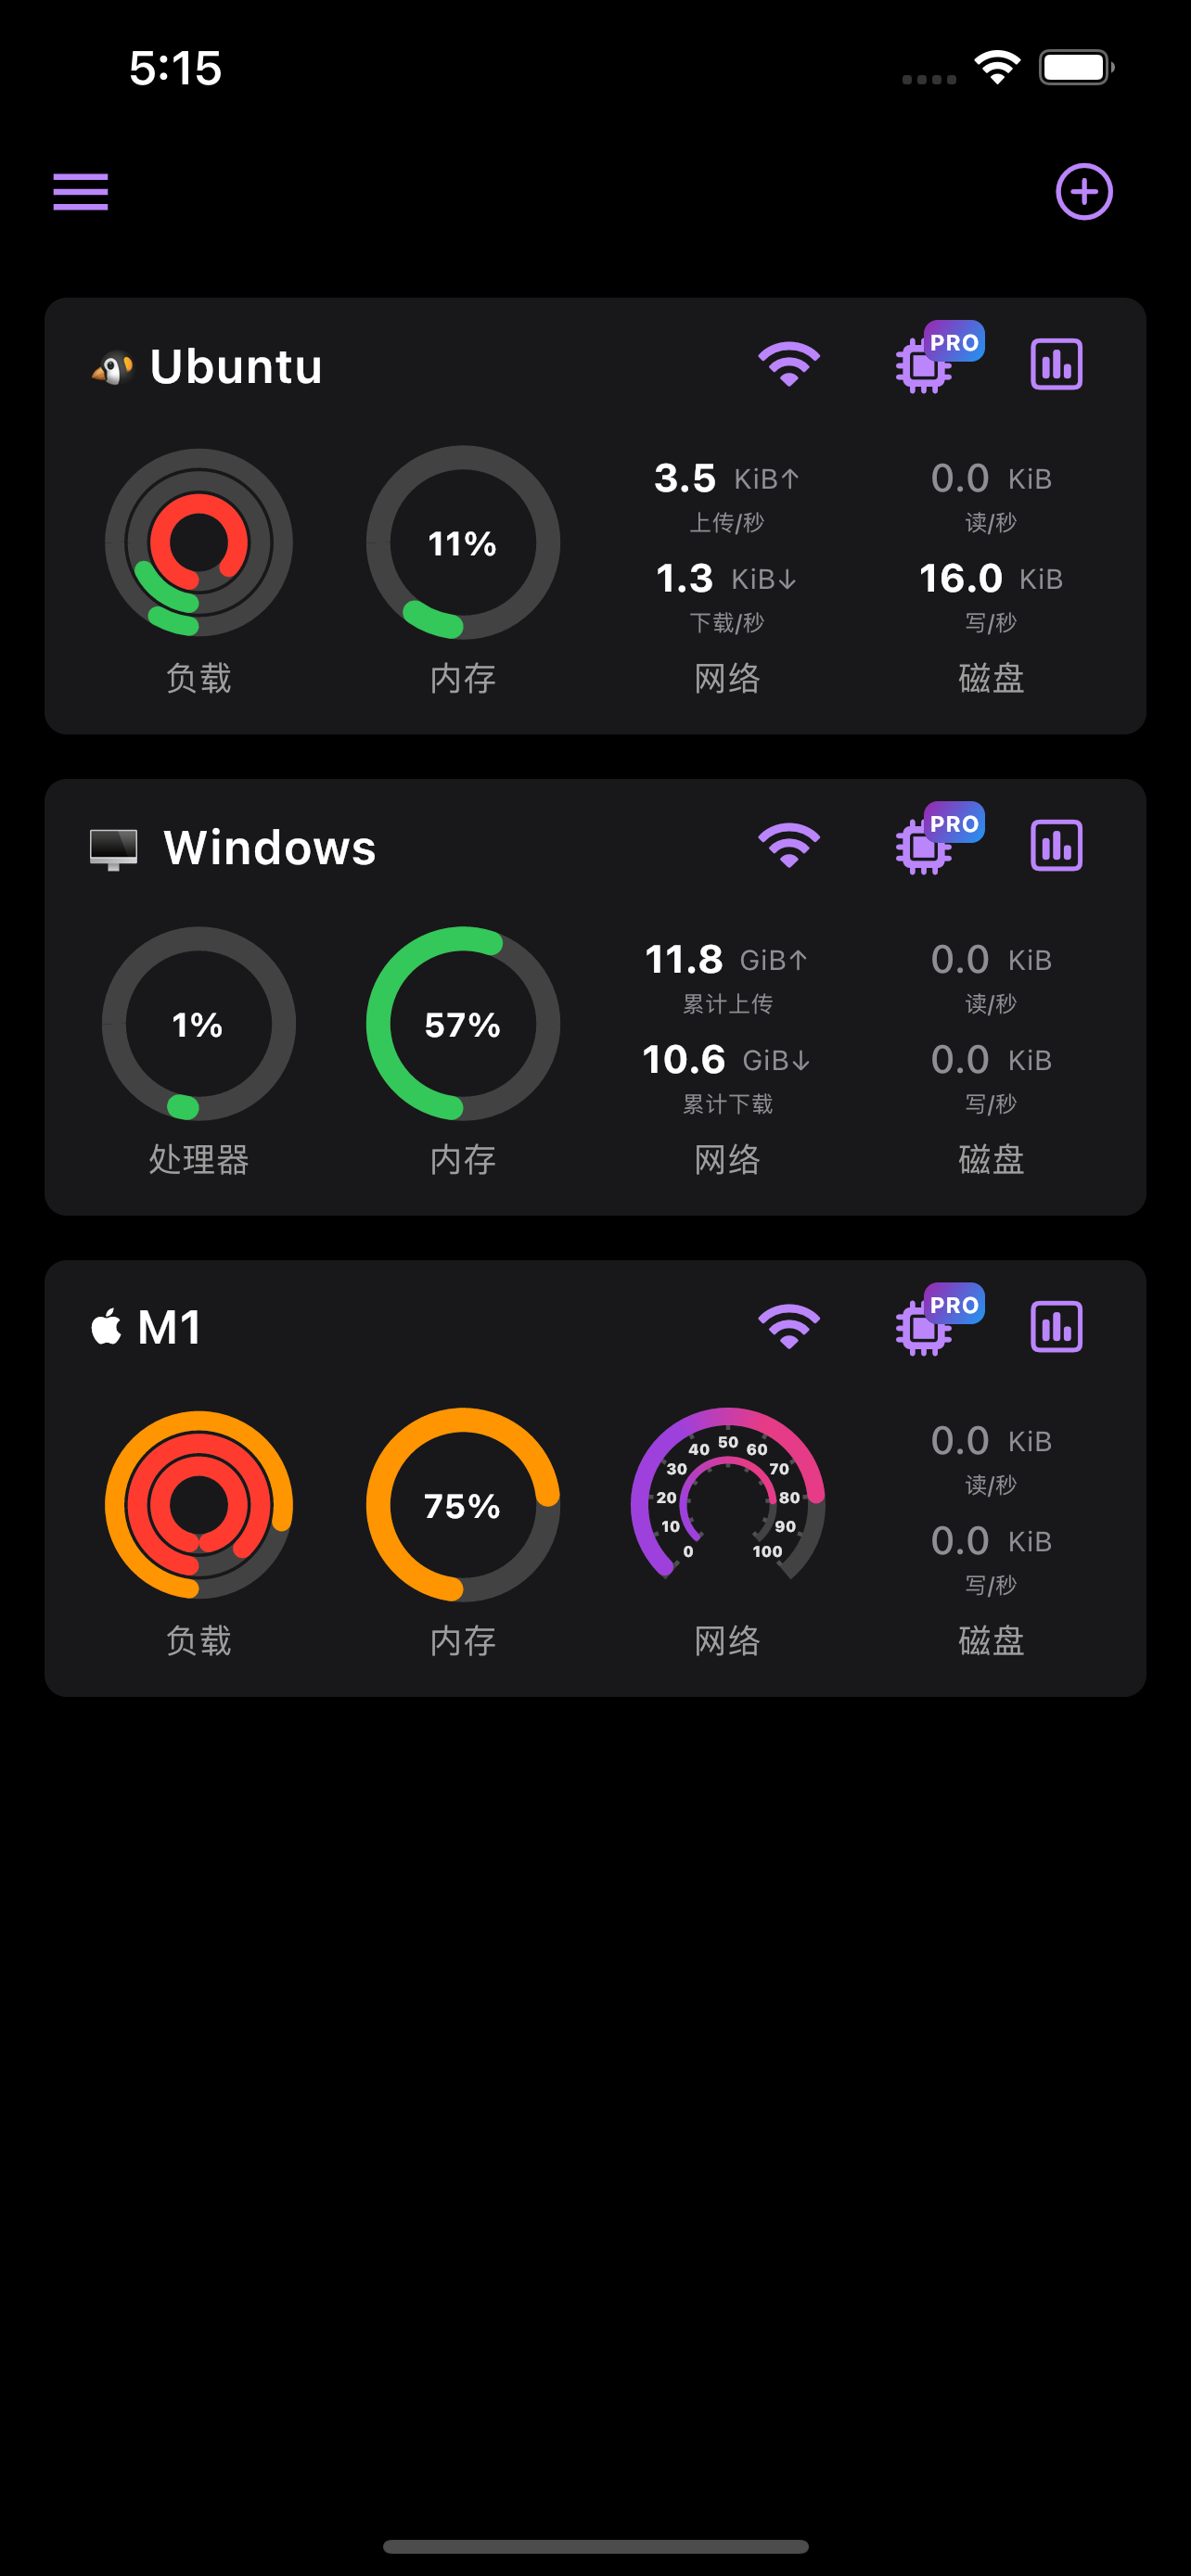 5:15
Ubuntu
PRO
11%
3.5 KiB↑
上传/秒
1.3 KiB↓
下载/秒
0.0 KiB
读/秒
16.0 KiB
写/秒
负载
内存
网络
磁盘
Windows
PRO
1%
57%
11.8 GiB↑
累计上传
10.6 GiB↓
累计下载
0.0 KiB
读/秒
0.0 KiB
写/秒
处理器
内存
网络
磁盘
M1
PRO
75%
0
10
20
30
40
50
60
70
80
90
100
0.0 KiB
读/秒
0.0 KiB
写/秒
负载
内存
网络
磁盘